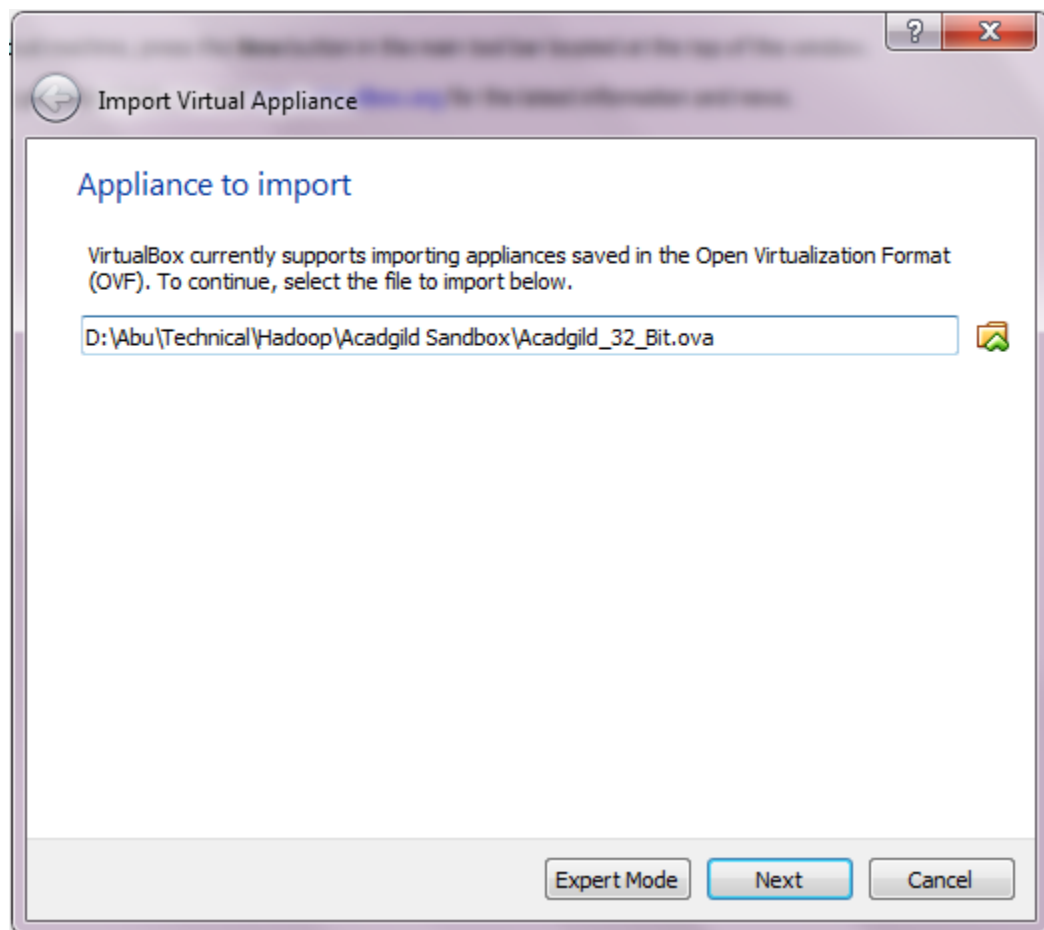 Import Virtual Appliance
Appliance to import
VirtualBox currently supports importing appliances saved in the Open Virtualization Format
(OVF). To continue, select the file to import below.
D:\Abu\Technical\Hadoop\Acadgild Sandbox\Acadgild_32_Bit.ova
Expert Mode Next Cancel